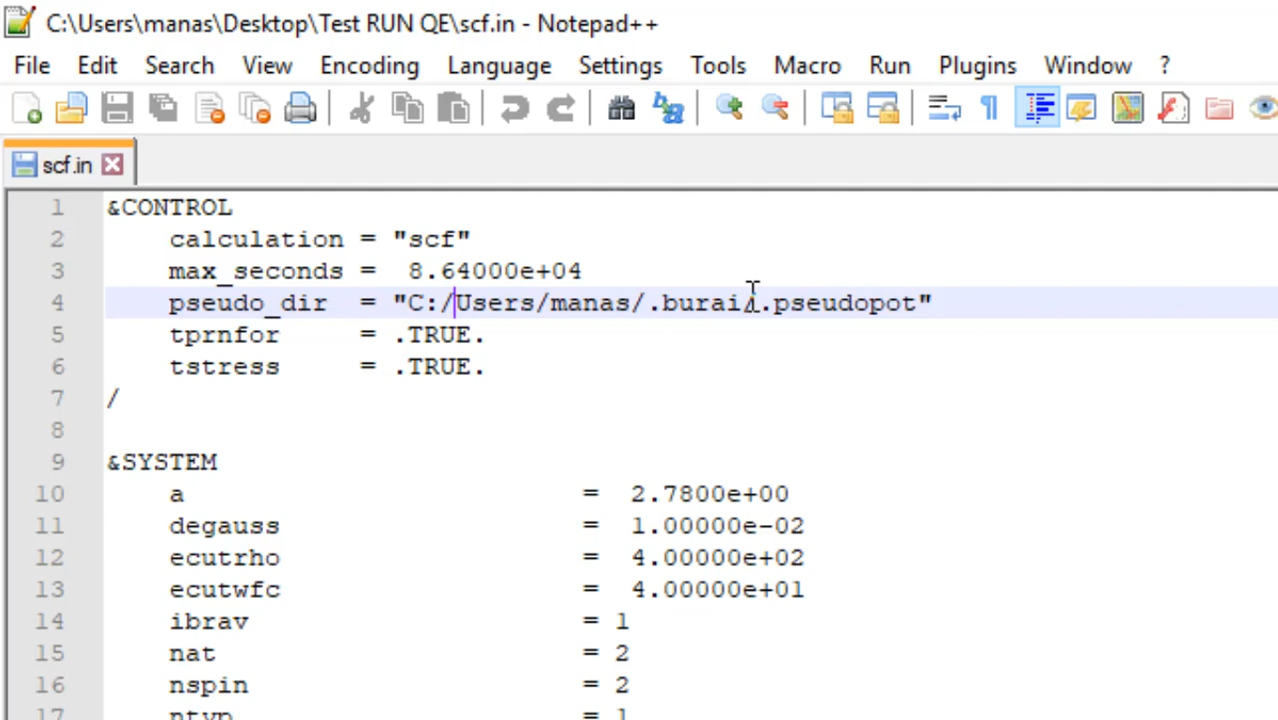 C:\Users\manas\Desktop\Test RUN QE\scf.in - Notepad++
File Edit Search View Encoding Language Settings Tools Macro Run Plugins Window ?
scf.in
1 &CONTROL
2 calculation = "scf"
3 max_seconds = 8.64000e+04
4 pseudo_dir = "C:/Users/manas/.burai/.pseudopot"
5 tprnfor = .TRUE.
6 tstress = .TRUE.
7 /
8
9 &SYSTEM
10 a = 2.7800e+00
11 degauss = 1.00000e-02
12 ecutrho = 4.00000e+02
13 ecutwfc = 4.00000e+01
14 ibrav = 1
15 nat = 2
16 nspin = 2
17 ntyp = 1